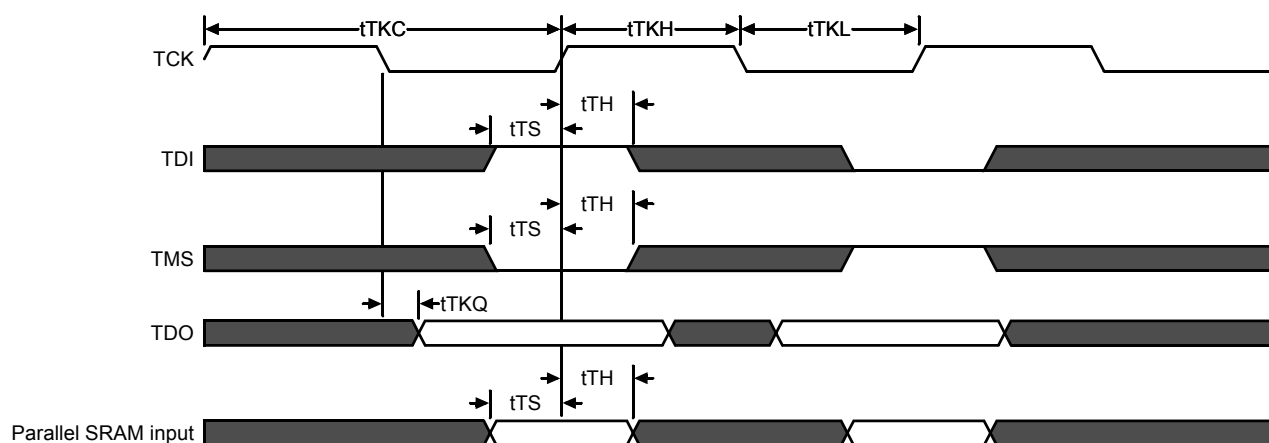 tTKC tTKH tTKL
TCK
tTH
tTS
TDI
tTH
tTS
TMS
tTKQ
TDO
tTH
tTS
Parallel SRAM input